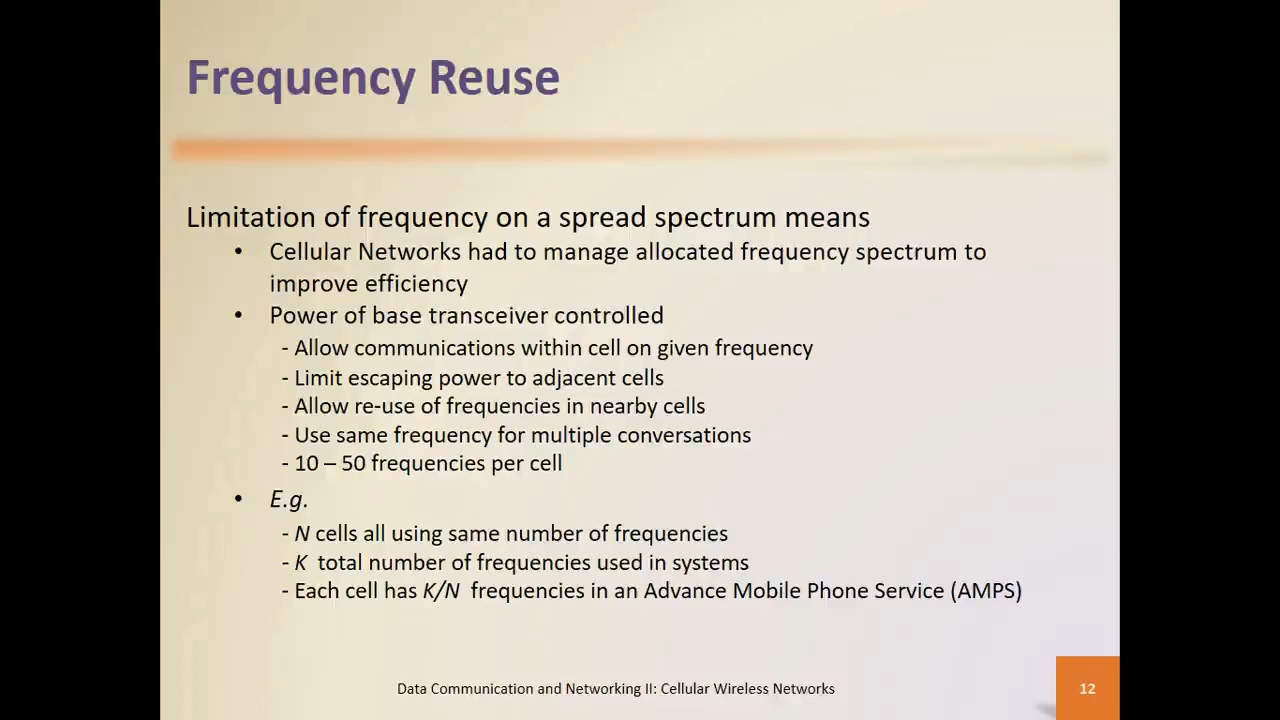 Frequency Reuse
Limitation of frequency on a spread spectrum means
• Cellular Networks had to manage allocated frequency spectrum to
improve efficiency
• Power of base transceiver controlled
- Allow communications within cell on given frequency
- Limit escaping power to adjacent cells
- Allow re-use of frequencies in nearby cells
- Use same frequency for multiple conversations
- 10 – 50 frequencies per cell
• E.g.
- N cells all using same number of frequencies
- K total number of frequencies used in systems
- Each cell has K/N frequencies in an Advance Mobile Phone Service (AMPS)
Data Communication and Networking II: Cellular Wireless Networks
12